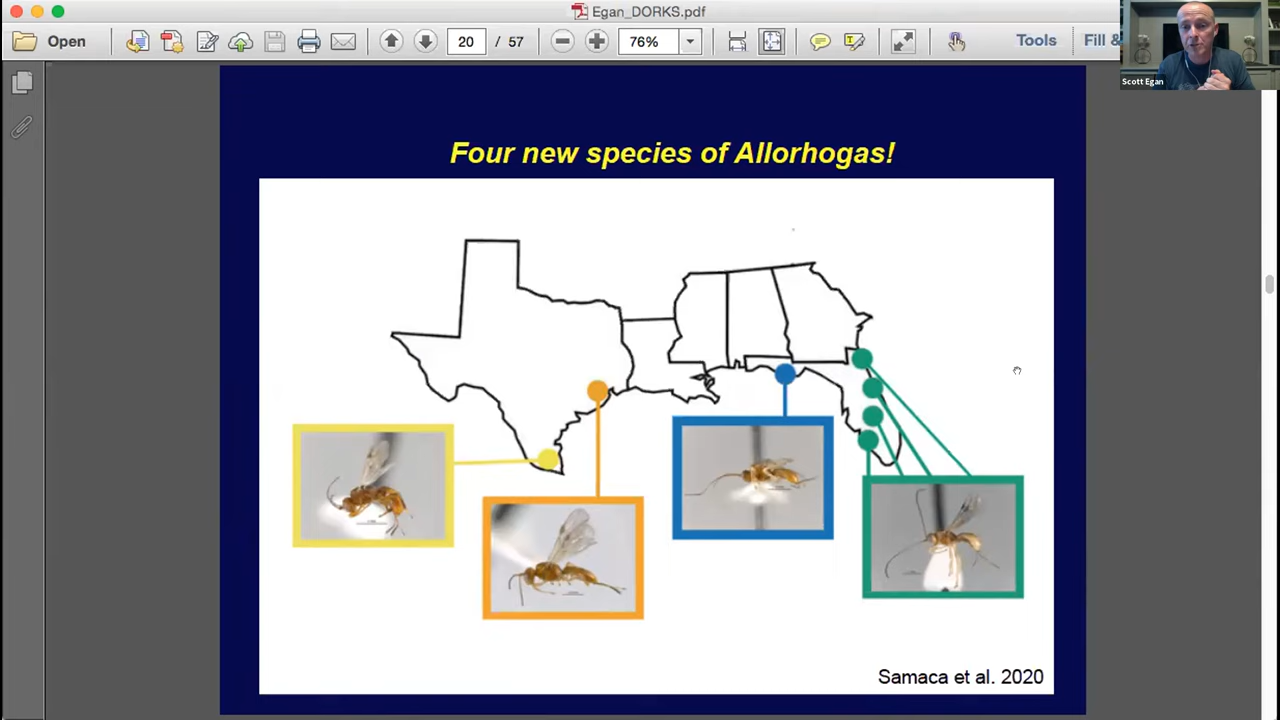 Egan_DORKS.pdf
Open
20 / 57
76%
Tools
Fill &
Scott Egan
Four new species of Allorhogas!
Samaca et al. 2020